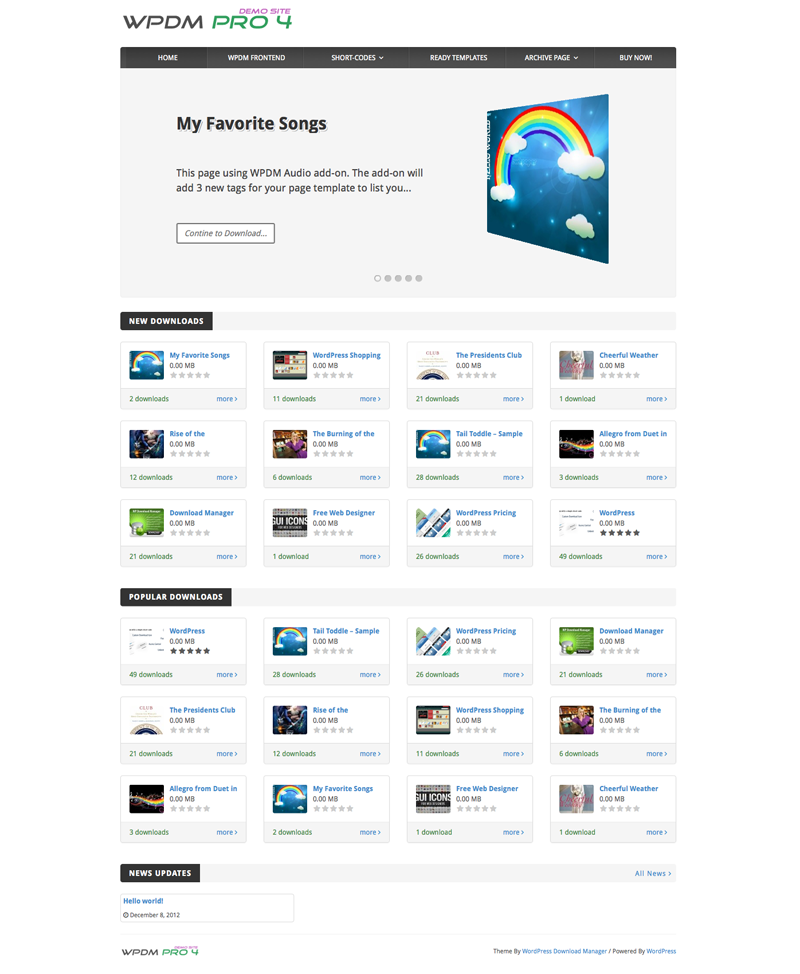 DEMO SITE
WPDM PRO 4
HOME WPDM FRONTEND SHORT-CODES READY TEMPLATES ARCHIVE PAGE BUY NOW!
My Favorite Songs
This page using WPDM Audio add-on. The add-on will
add 3 new tags for your page template to list you...
Contine to Download...
NEW DOWNLOADS
My Favorite Songs
0.00 MB
2 downloads more
WordPress Shopping
0.00 MB
11 downloads more
The Presidents Club
0.00 MB
CLUB
21 downloads more
Cheerful Weather
0.00 MB
1 download more
Rise of the
0.00 MB
12 downloads more
The Burning of the
0.00 MB
6 downloads more
Tail Toddle – Sample
0.00 MB
28 downloads more
Allegro from Duet in
0.00 MB
3 downloads more
Download Manager
0.00 MB
21 downloads more
Free Web Designer
0.00 MB
GUI ICONS
1 download more
WordPress Pricing
0.00 MB
26 downloads more
WordPress
0.00 MB
49 downloads more
POPULAR DOWNLOADS
WordPress
0.00 MB
49 downloads more
Tail Toddle – Sample
0.00 MB
28 downloads more
WordPress Pricing
0.00 MB
26 downloads more
Download Manager
0.00 MB
21 downloads more
The Presidents Club
0.00 MB
CLUB
21 downloads more
Rise of the
0.00 MB
12 downloads more
WordPress Shopping
0.00 MB
11 downloads more
The Burning of the
0.00 MB
6 downloads more
Allegro from Duet in
0.00 MB
3 downloads more
My Favorite Songs
0.00 MB
2 downloads more
Free Web Designer
0.00 MB
GUI ICONS
1 download more
Cheerful Weather
0.00 MB
1 download more
NEWS UPDATES All News
Hello world!
December 8, 2012
DEMO SITE
WPDM PRO 4
Theme By WordPress Download Manager / Powered By WordPress